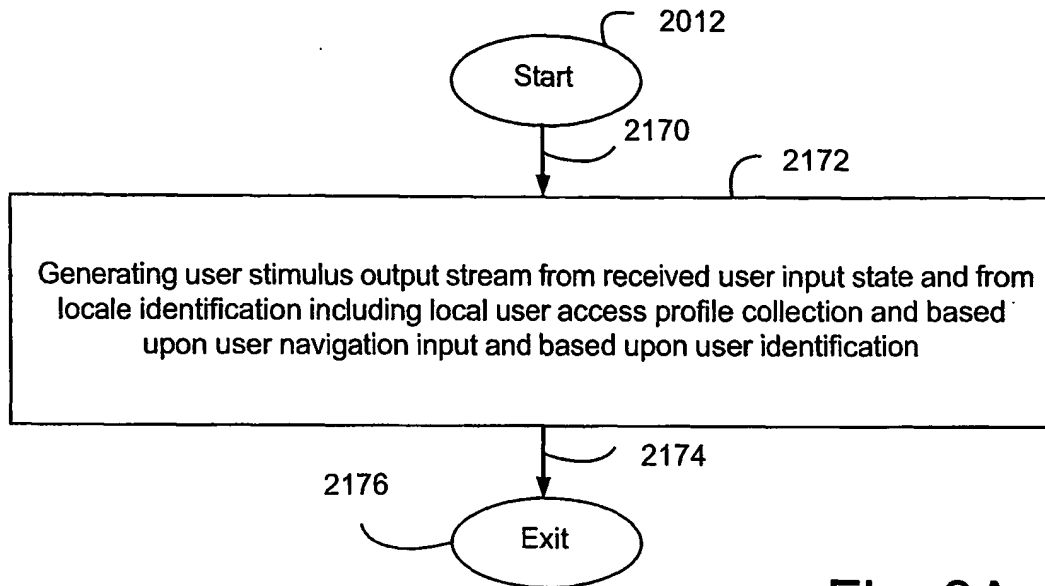 2012
Start
2170
2172
Generating user stimulus output stream from received user input state and from
locale identification including local user access profile collection and based
upon user navigation input and based upon user identification
2174
2176
Exit